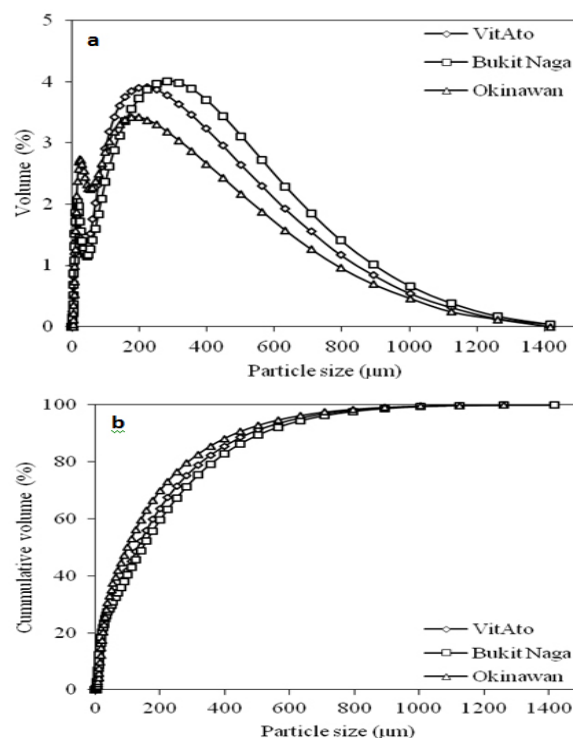 5
a
VitAto
Bukit Naga
Okinawan
4
3
2
1
0
Volume (%)
0 200 400 600 800 1000 1200 1400
Particle size (µm)
100
b
80
60
40
20
0
Cummulative volume (%)
VitAto
Bukit Naga
Okinawan
0 200 400 600 800 1000 1200 1400
Particle size (µm)